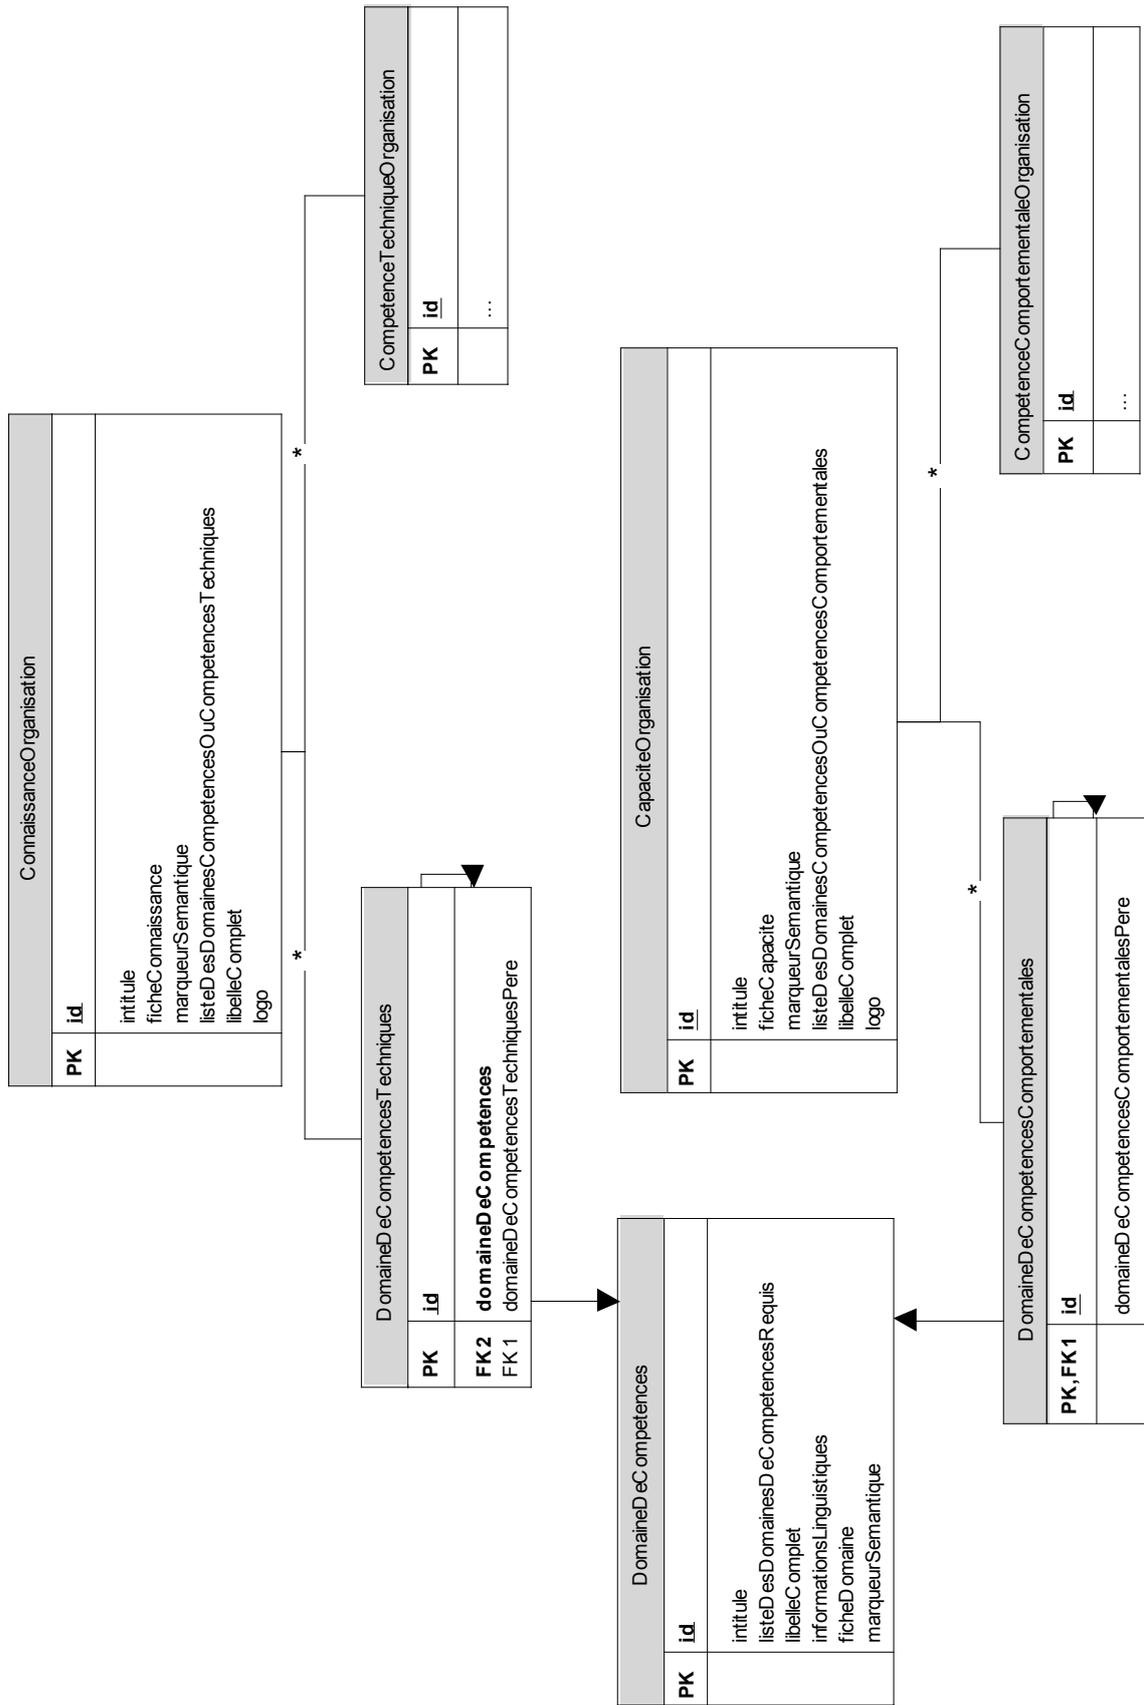 ConnaissanceOrganisation
PK id
intitule
ficheConnaissance
marqueurSemantique
listeDesDomainesCompetencesOuCompetencesTechniques
libelleComplet
logo
*
*
DomaineDeCompetencesTechniques
PK id
FK2 domaineDeCompetences
FK1 domaineDeCompetencesTechniquesPere
CompetenceTechniqueOrganisation
PK id
...
DomaineDeCompetences
PK id
intitule
listeDesDomainesDeCompetencesRequis
libelleComplet
informationsLinguistiques
ficheDomaine
marqueurSemantique
CapaciteOrganisation
PK id
intitule
ficheCapacite
marqueurSemantique
listeDesDomainesCompetencesOuCompetencesComportementales
libelleComplet
logo
*
*
DomaineDeCompetencesComportementales
PK,FK1 id
domaineDeCompetencesComportementalesPere
CompetenceComportementaleOrganisation
PK id
...